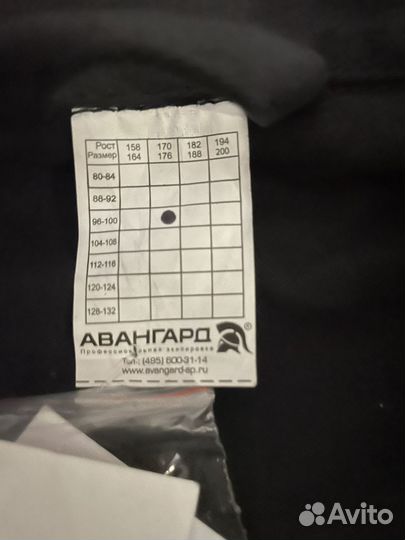 Рост 158 170 182 194
Размер 164 176 188 200
80-84
88-92
96-100
104-108
112-116
120-124
128-132
АВАНГАРД ®
Профессиональная экипировка
Тел.: (495) 600-31-14
www.avangard-sp.ru
Avito